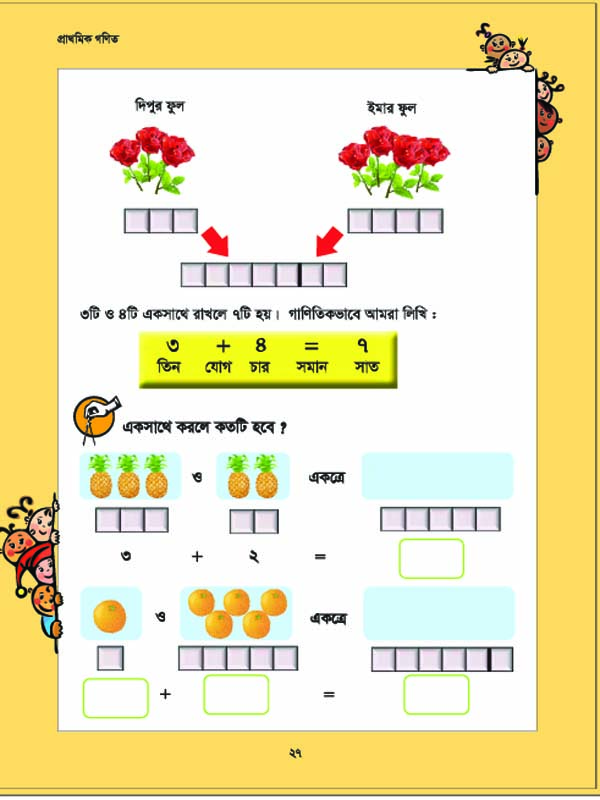 প্রাথমিক গণিত
দিপুর ফুল ইমার ফুল
৩টি ও ৪টি একসাথে রাখলে ৭টি হয়। গাণিতিকভাবে আমরা লিখি :
৩ + ৪ = ৭
তিন যোগ চার সমান সাত
একসাথে করলে কতটি হবে ?
ও একত্রে
৩ + ২ =
ও একত্রে
+ =
২৭